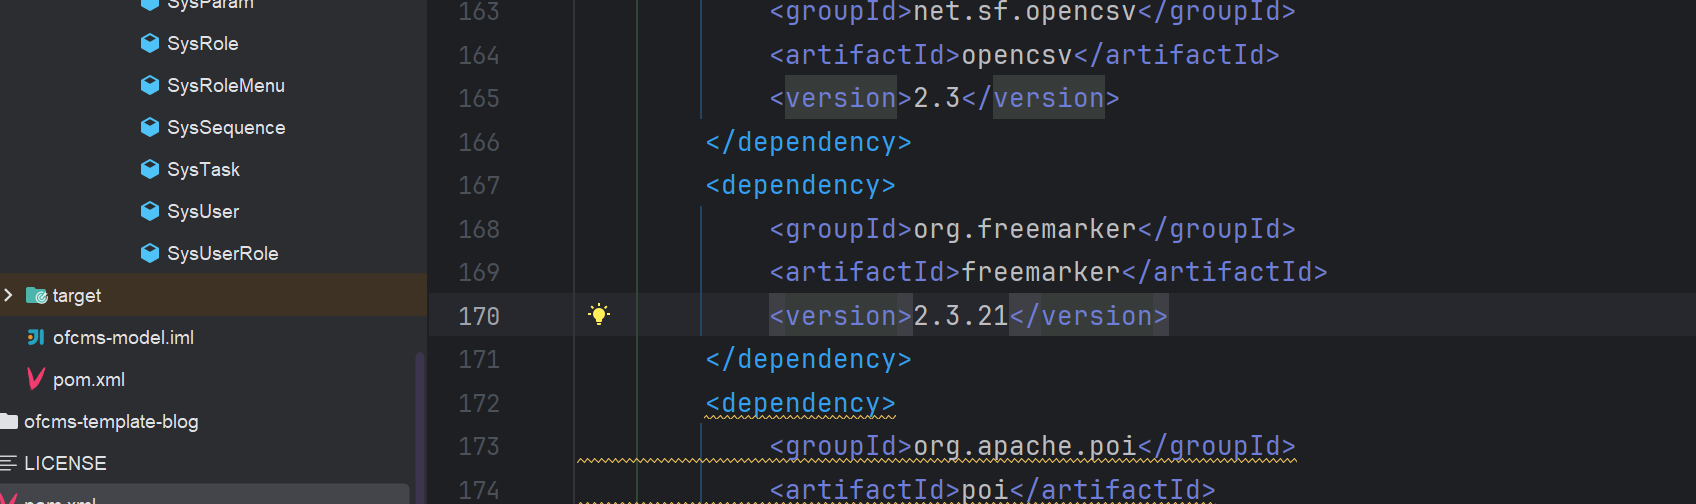 SysParam
SysRole
SysRoleMenu
SysSequence
SysTask
SysUser
SysUserRole
target
ofcms-model.iml
pom.xml
ofcms-template-blog
LICENSE
pom.xml
163 <groupId>net.sf.opencsv</groupId>
164 <artifactId>opencsv</artifactId>
165 <version>2.3</version>
166 </dependency>
167 <dependency>
168 <groupId>org.freemarker</groupId>
169 <artifactId>freemarker</artifactId>
170 <version>2.3.21</version>
171 </dependency>
172 <dependency>
173 <groupId>org.apache.poi</groupId>
174 <artifactId>poi</artifactId>